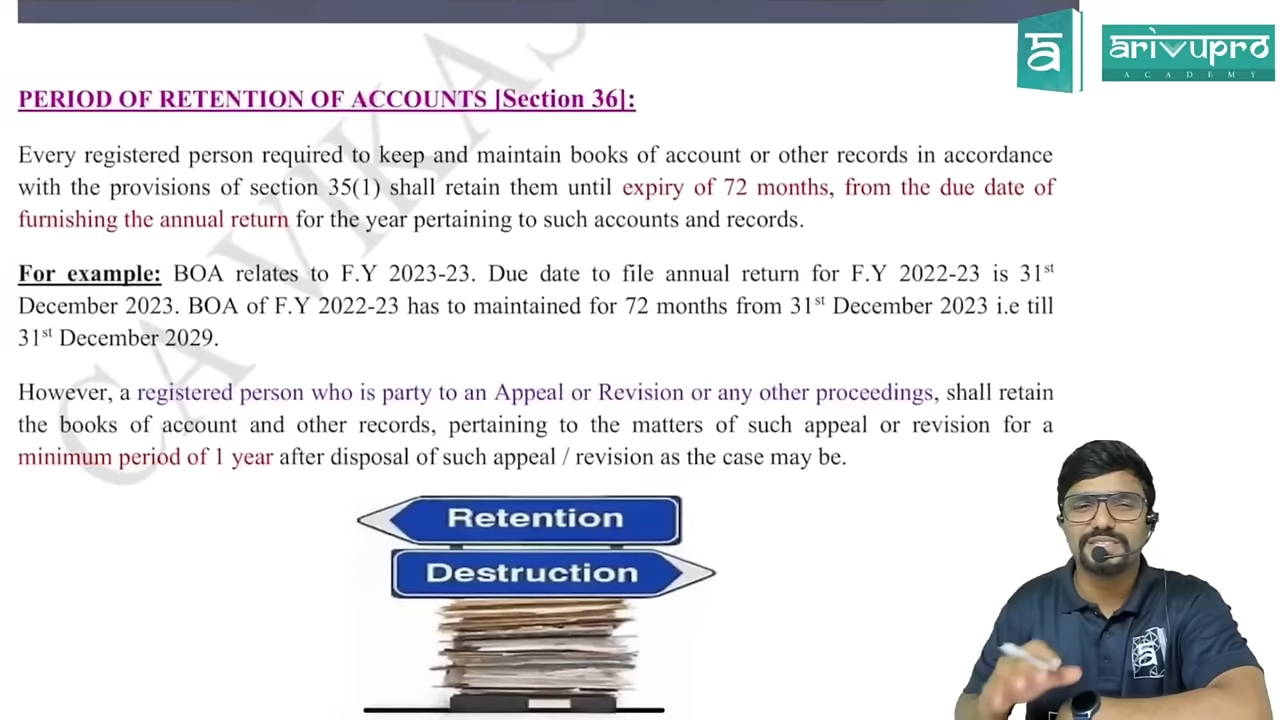 arivupro
ACADEMY
PERIOD OF RETENTION OF ACCOUNTS [Section 36]:
Every registered person required to keep and maintain books of account or other records in accordance
with the provisions of section 35(1) shall retain them until expiry of 72 months, from the due date of
furnishing the annual return for the year pertaining to such accounts and records.
For example: BOA relates to F.Y 2023-23. Due date to file annual return for F.Y 2022-23 is 31st
December 2023. BOA of F.Y 2022-23 has to maintained for 72 months from 31st December 2023 i.e till
31st December 2029.
However, a registered person who is party to an Appeal or Revision or any other proceedings, shall retain
the books of account and other records, pertaining to the matters of such appeal or revision for a
minimum period of 1 year after disposal of such appeal / revision as the case may be.
CA VIKAS
Retention
Destruction